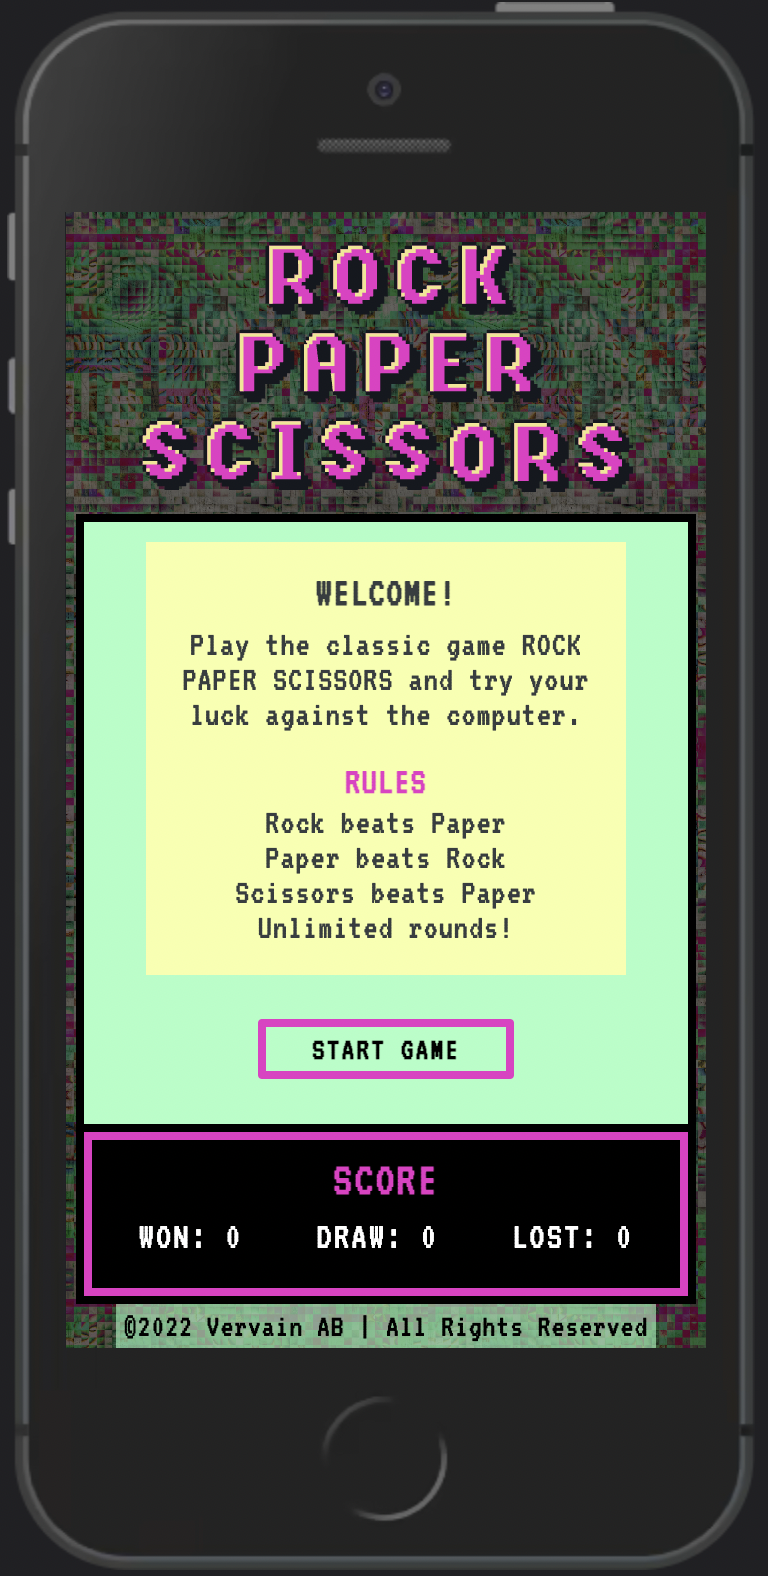 ROCK
PAPER
SCISSORS
WELCOME!
Play the classic game ROCK
PAPER SCISSORS and try your
luck against the computer.
RULES
Rock beats Paper
Paper beats Rock
Scissors beats Paper
Unlimited rounds!
START GAME
SCORE
WON: 0 DRAW: 0 LOST: 0
©2022 Vervain AB | All Rights Reserved